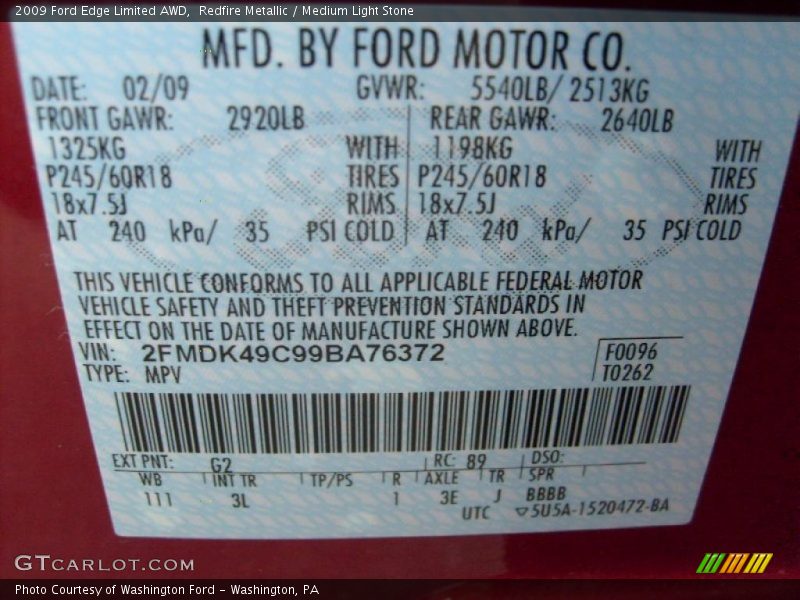 2009 Ford Edge Limited AWD,  Redfire Metallic / Medium Light Stone
MFD. BY FORD MOTOR CO.
DATE: 02/09 GVWR: 5540LB/ 2513KG
FRONT GAWR: 2920LB REAR GAWR: 2640LB
1325KG WITH 1198KG WITH
P245/60R18 TIRES P245/60R18 TIRES
18x7.5J RIMS 18x7.5J RIMS
AT 240 kPa/ 35 PSI COLD AT 240 kPa/ 35 PSI COLD
THIS VEHICLE CONFORMS TO ALL APPLICABLE FEDERAL MOTOR
VEHICLE SAFETY AND THEFT PREVENTION STANDARDS IN
EFFECT ON THE DATE OF MANUFACTURE SHOWN ABOVE.
VIN: 2FMDK49C99BA76372 F0096
TYPE: MPV T0262
EXT PNT: G2 RC: 89 DSO:
WB INT TR TP/PS R AXLE TR SPR
111 3L 1 3E J BBBB
UTC ▽5U5A-1520472-BA
GTCARLOT.COM
Photo Courtesy of Washington Ford - Washington, PA